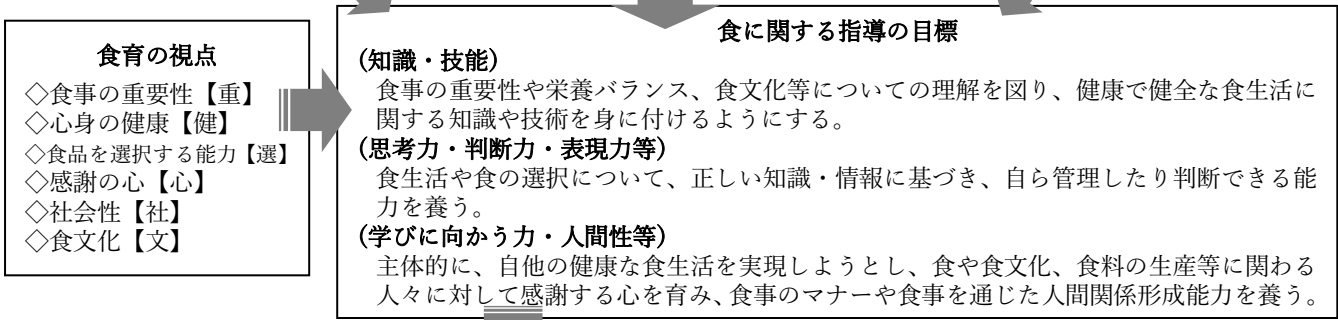 食育の視点
◇食事の重要性【重】
◇心身の健康【健】
◇食品を選択する能力【選】
◇感謝の心【心】
◇社会性【社】
◇食文化【文】
食に関する指導の目標
(知識・技能)
食事の重要性や栄養バランス、食文化等についての理解を図り、健康で健全な食生活に
関する知識や技術を身に付けるようにする。
(思考力・判断力・表現力等)
食生活や食の選択について、正しい知識・情報に基づき、自ら管理したり判断できる能
力を養う。
(学びに向かう力・人間性等)
主体的に、自他の健康な食生活を実現しようとし、食や食文化、食料の生産等に関わる
人々に対して感謝する心を育み、食事のマナーや食事を通じた人間関係形成能力を養う。